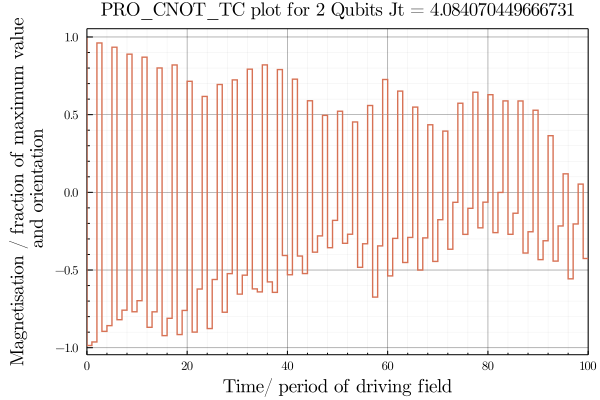 PRO_CNOT_TC plot for 2 Qubits Jt = 4.084070449666731
Magnetisation / fraction of maximum value
and orientation
1.0
0.5
0.0
−0.5
−1.0
0 20 40 60 80 100
Time/ period of driving field